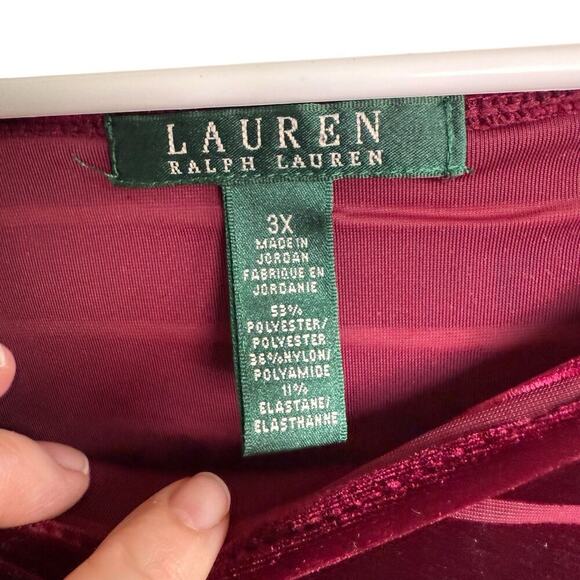 LAUREN
RALPH LAUREN
3X
MADE IN
JORDAN
FABRIQUE EN
JORDANIE
53%
POLYESTER/
POLYESTER
36%NYLON/
POLYAMIDE
11%
ELASTANE/
ELASTHANNE